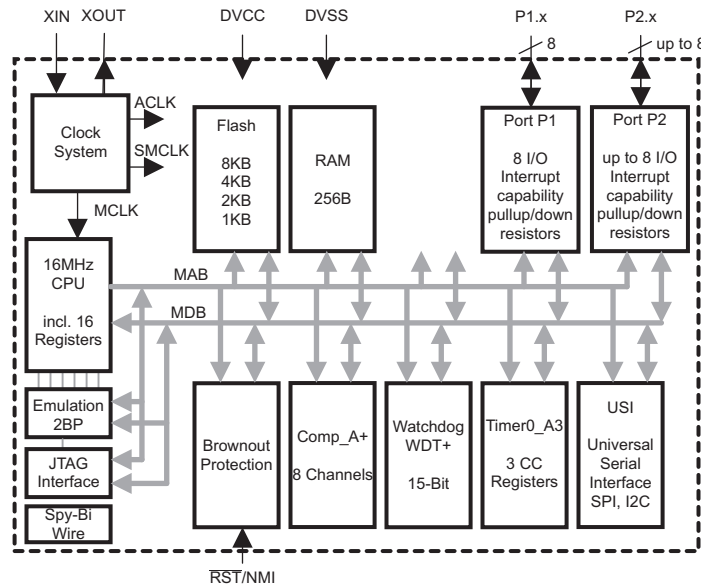 XIN XOUT DVCC DVSS P1.x P2.x
8 up to 8
ACLK
Clock
System
SMCLK
MCLK
Flash
8KB
4KB
2KB
1KB
RAM
256B
Port P1
8 I/O
Interrupt
capability
pullup/down
resistors
Port P2
up to 8 I/O
Interrupt
capability
pullup/down
resistors
16MHz
CPU
incl. 16
Registers
MAB
MDB
Emulation
2BP
JTAG
Interface
Spy-Bi
Wire
Brownout
Protection
Comp_A+
8 Channels
Watchdog
WDT+
15-Bit
Timer0_A3
3 CC
Registers
USI
Universal
Serial
Interface
SPI, I2C
RST/NMI